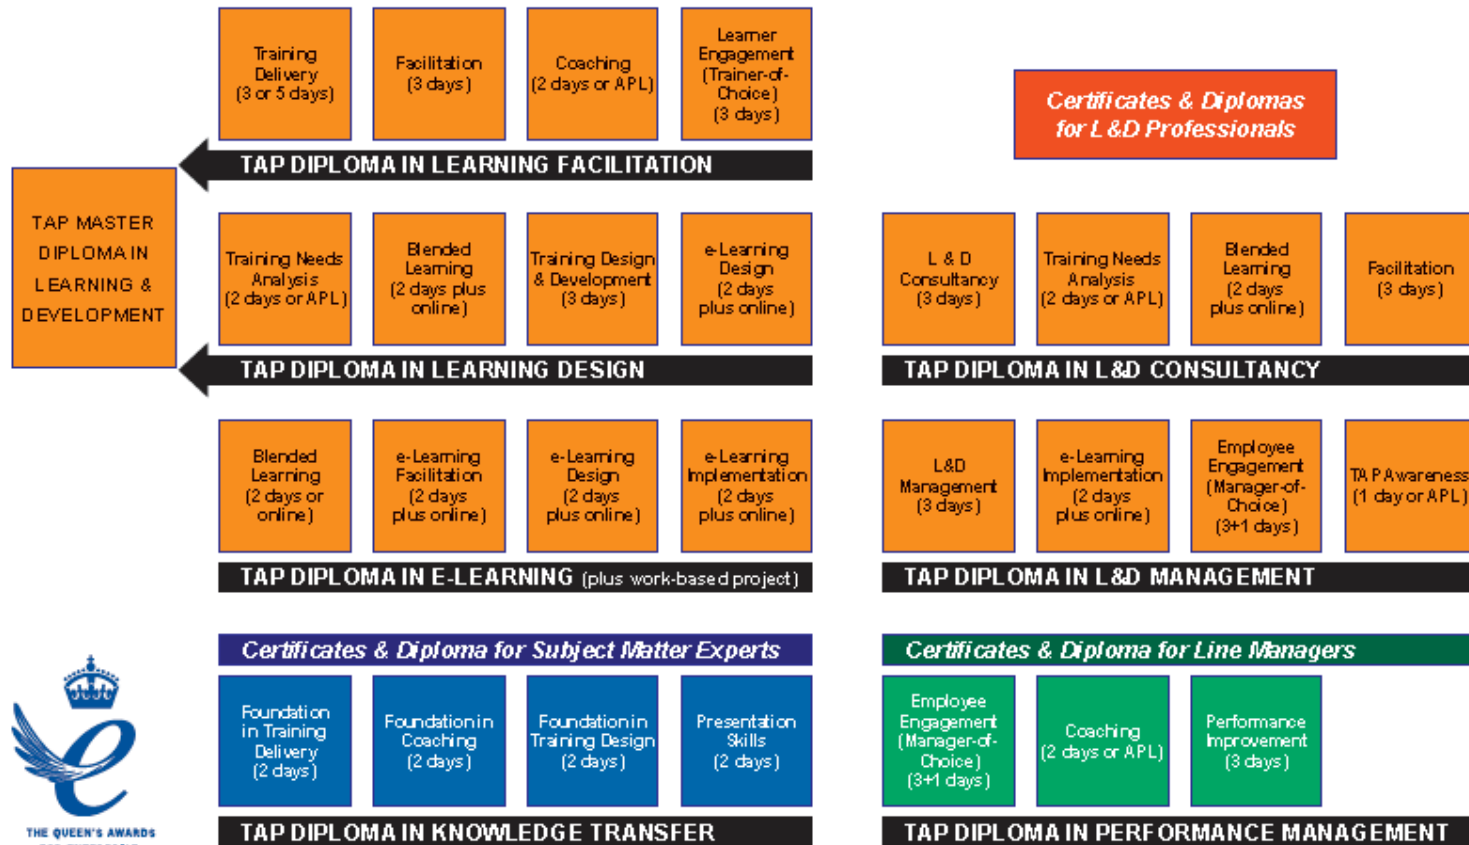 Training
Delivery
(3 or 5 days)
Facilitation
(3 days)
Coaching
(2 days or APL)
Learner
Engagement
(Trainer-of-
Choice)
(3 days)
TAP DIPLOMA IN LEARNING FACILITATION
Certificates & Diplomas
for L&D Professionals
TAP MASTER
DIPLOMA IN
LEARNING &
DEVELOPMENT
Training Needs
Analysis
(2 days or APL)
Blended
Learning
(2 days plus
online)
Training Design
& Development
(3 days)
e-Learning
Design
(2 days
plus online)
TAP DIPLOMA IN LEARNING DESIGN
L & D
Consultancy
(3 days)
Training Needs
Analysis
(2 days or APL)
Blended
Learning
(2 days
plus online)
Facilitation
(3 days)
TAP DIPLOMA IN L&D CONSULTANCY
Blended
Learning
(2 days or
online)
e-Learning
Facilitation
(2 days
plus online)
e-Learning
Design
(2 days
plus online)
e-Learning
Implementation
(2 days
plus online)
TAP DIPLOMA IN E-LEARNING (plus work-based project)
L&D
Management
(3 days)
e-Learning
Implementation
(2 days
plus online)
Employee
Engagement
(Manager-of-
Choice)
(3+1 days)
TAP Awareness
(1 day or APL)
TAP DIPLOMA IN L&D MANAGEMENT
Certificates & Diploma for Subject Matter Experts
Foundation
in Training
Delivery
(2 days)
Foundation in
Coaching
(2 days)
Foundation in
Training Design
(2 days)
Presentation
Skills
(2 days)
TAP DIPLOMA IN KNOWLEDGE TRANSFER
Certificates & Diploma for Line Managers
Employee
Engagement
(Manager-of-
Choice)
(3+1 days)
Coaching
(2 days or APL)
Performance
Improvement
(3 days)
TAP DIPLOMA IN PERFORMANCE MANAGEMENT
e
THE QUEEN'S AWARDS